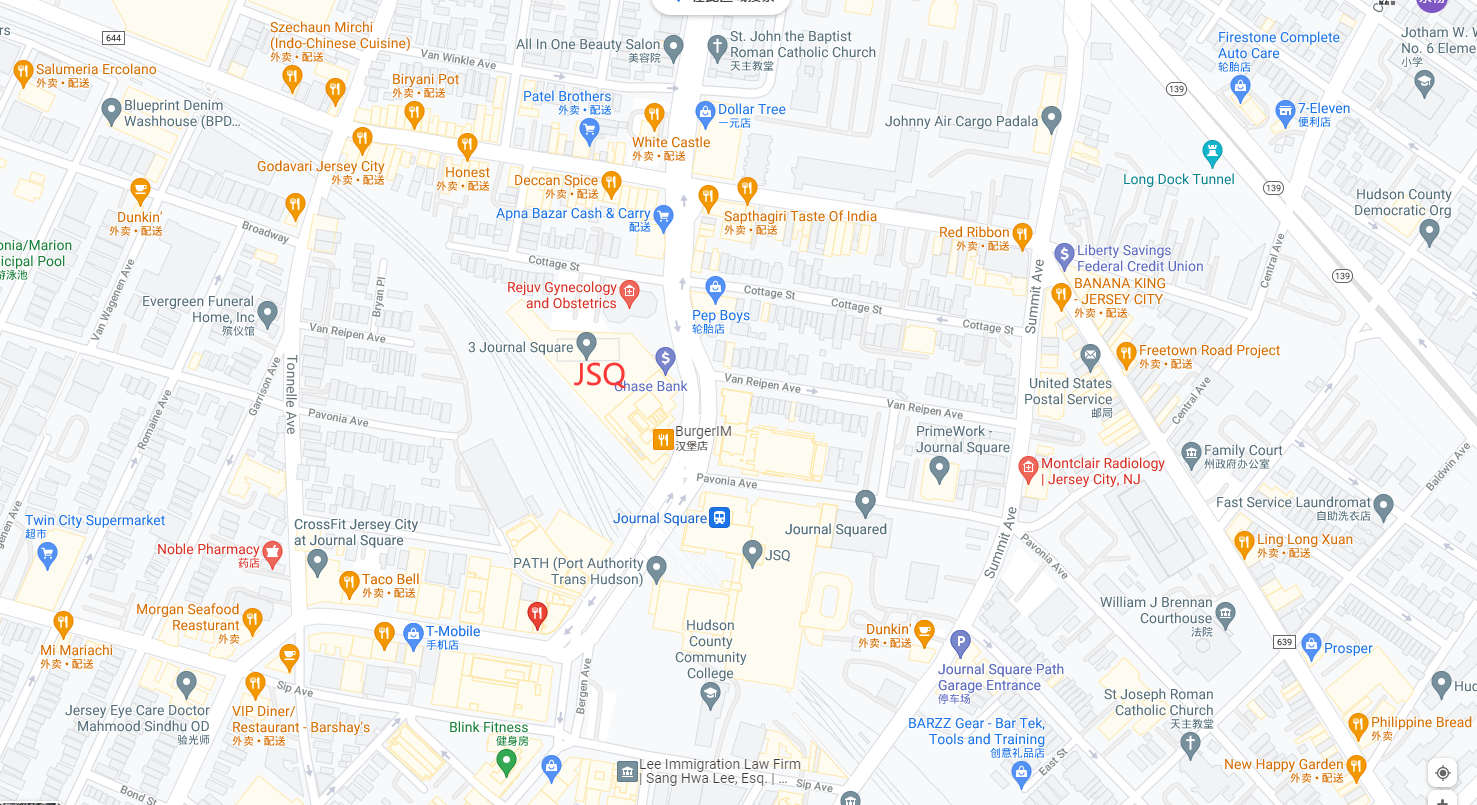 644
Szechaun Mirchi
(Indo-Chinese Cuisine)
外卖 • 配送
Salumeria Ercolano
外卖 • 配送
Van Winkle Ave
All In One Beauty Salon
美容院
St. John the Baptist
Roman Catholic Church
天主教堂
Firestone Complete
Auto Care
轮胎店
Jotham W. W
No. 6 Eleme
小学
Blueprint Denim
Washhouse (BPD...
Biryani Pot
外卖 • 配送
Patel Brothers
外卖 • 配送
Dollar Tree
一元店
Johnny Air Cargo Padala
139
7-Eleven
便利店
White Castle
外卖 • 配送
Godavari Jersey City
外卖 • 配送
Honest
外卖 • 配送
Deccan Spice
外卖 • 配送
Long Dock Tunnel
139
Hudson County
Democratic Org
Dunkin'
外卖 • 配送
Broadway
Apna Bazar Cash & Carry
配送
Sapthagiri Taste Of India
外卖 • 配送
Red Ribbon
外卖 • 配送
Liberty Savings
Federal Credit Union
Central Ave
onia/Marion
icipal Pool
游泳池
Van Wagenen Ave
Cottage St
139
Summit Ave
BANANA KING
- JERSEY CITY
外卖 • 配送
Bryan Pl
Rejuv Gynecology
and Obstetrics
Cottage St
Cottage St
Cottage St
Evergreen Funeral
Home, Inc
殡仪馆
Pep Boys
轮胎店
Van Reipen Ave
3 Journal Square
JSQ
Chase Bank
Freetown Road Project
外卖 • 配送
United States
Postal Service
邮局
Garrison Ave
Tonnelle Ave
Van Reipen Ave
Van Reipen Ave
Central Ave
Romaine Ave
Pavonia Ave
BurgerIM
汉堡店
PrimeWork -
Journal Square
Family Court
州政府办公室
Montclair Radiology
| Jersey City, NJ
Baldwin Ave
Pavonia Ave
Fast Service Laundromat
自助洗衣店
Twin City Supermarket
超市
CrossFit Jersey City
at Journal Square
Journal Square
Journal Squared
Summit Ave
Noble Pharmacy
药店
PATH (Port Authority
Trans Hudson)
JSQ
Pavonia Ave
Ling Long Xuan
外卖 • 配送
Taco Bell
外卖 • 配送
Morgan Seafood
Reasturant
外卖
T-Mobile
手机店
Hudson
County
Community
College
Dunkin'
外卖 • 配送
William J Brennan
Courthouse
法院
639
Prosper
Mi Mariachi
外卖 • 配送
Journal Square Path
Garage Entrance
停车场
Sip Ave
Bergen Ave
Jersey Eye Care Doctor
Mahmood Sindhu OD
验光师
VIP Diner/
Restaurant - Barshay's
外卖 • 配送
St Joseph Roman
Catholic Church
天主教堂
Blink Fitness
健身房
BARZZ Gear - Bar Tek,
Tools and Training
创意礼品店
Philippine Bread
外卖
Sip Ave
East St
Lee Immigration Law Firm
| Sang Hwa Lee, Esq. | ...
New Happy Garden
外卖 • 配送
Bond St